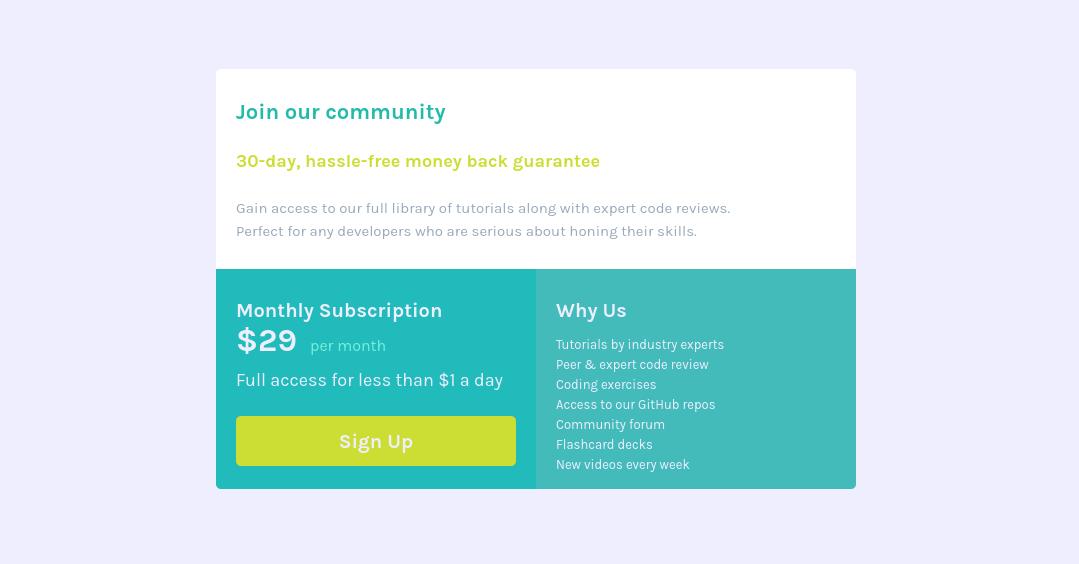 Join our community
30-day, hassle-free money back guarantee
Gain access to our full library of tutorials along with expert code reviews.
Perfect for any developers who are serious about honing their skills.
Monthly Subscription
$29 per month
Full access for less than $1 a day
Sign Up
Why Us
Tutorials by industry experts
Peer & expert code review
Coding exercises
Access to our GitHub repos
Community forum
Flashcard decks
New videos every week